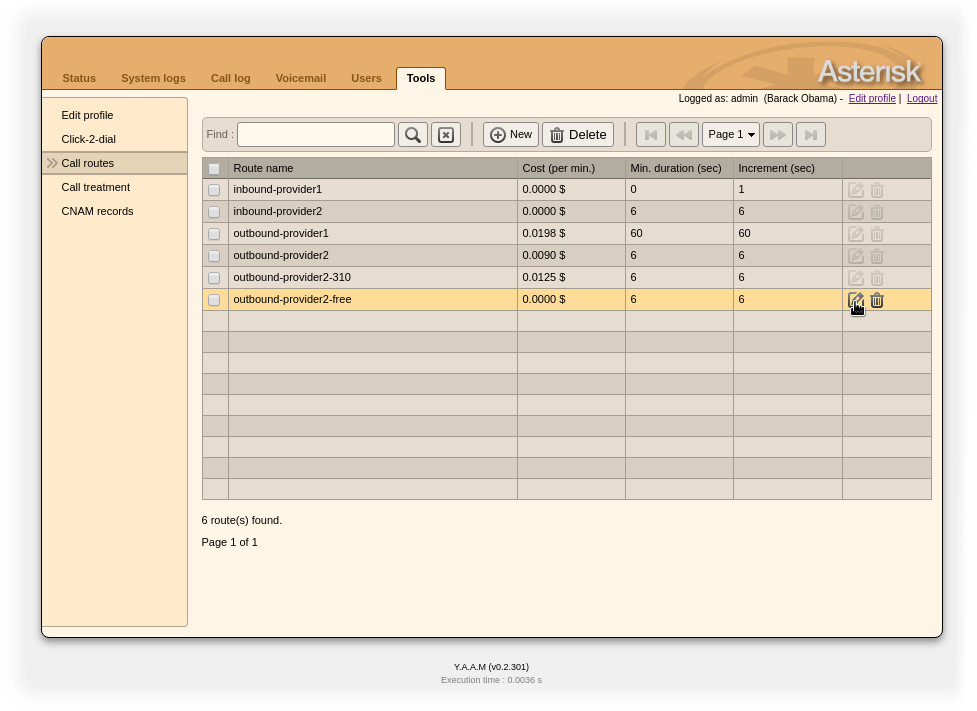 Status System logs Call log Voicemail Users Tools Asterisk
Logged as: admin (Barack Obama) - Edit profile | Logout
Edit profile
Click-2-dial
Call routes
Call treatment
CNAM records
Find : New Delete Page 1
Route name Cost (per min.) Min. duration (sec) Increment (sec)
inbound-provider1 0.0000 $ 0 1
inbound-provider2 0.0000 $ 6 6
outbound-provider1 0.0198 $ 60 60
outbound-provider2 0.0090 $ 6 6
outbound-provider2-310 0.0125 $ 6 6
outbound-provider2-free 0.0000 $ 6 6
6 route(s) found.
Page 1 of 1
Y.A.A.M (v0.2.301)
Execution time : 0.0036 s